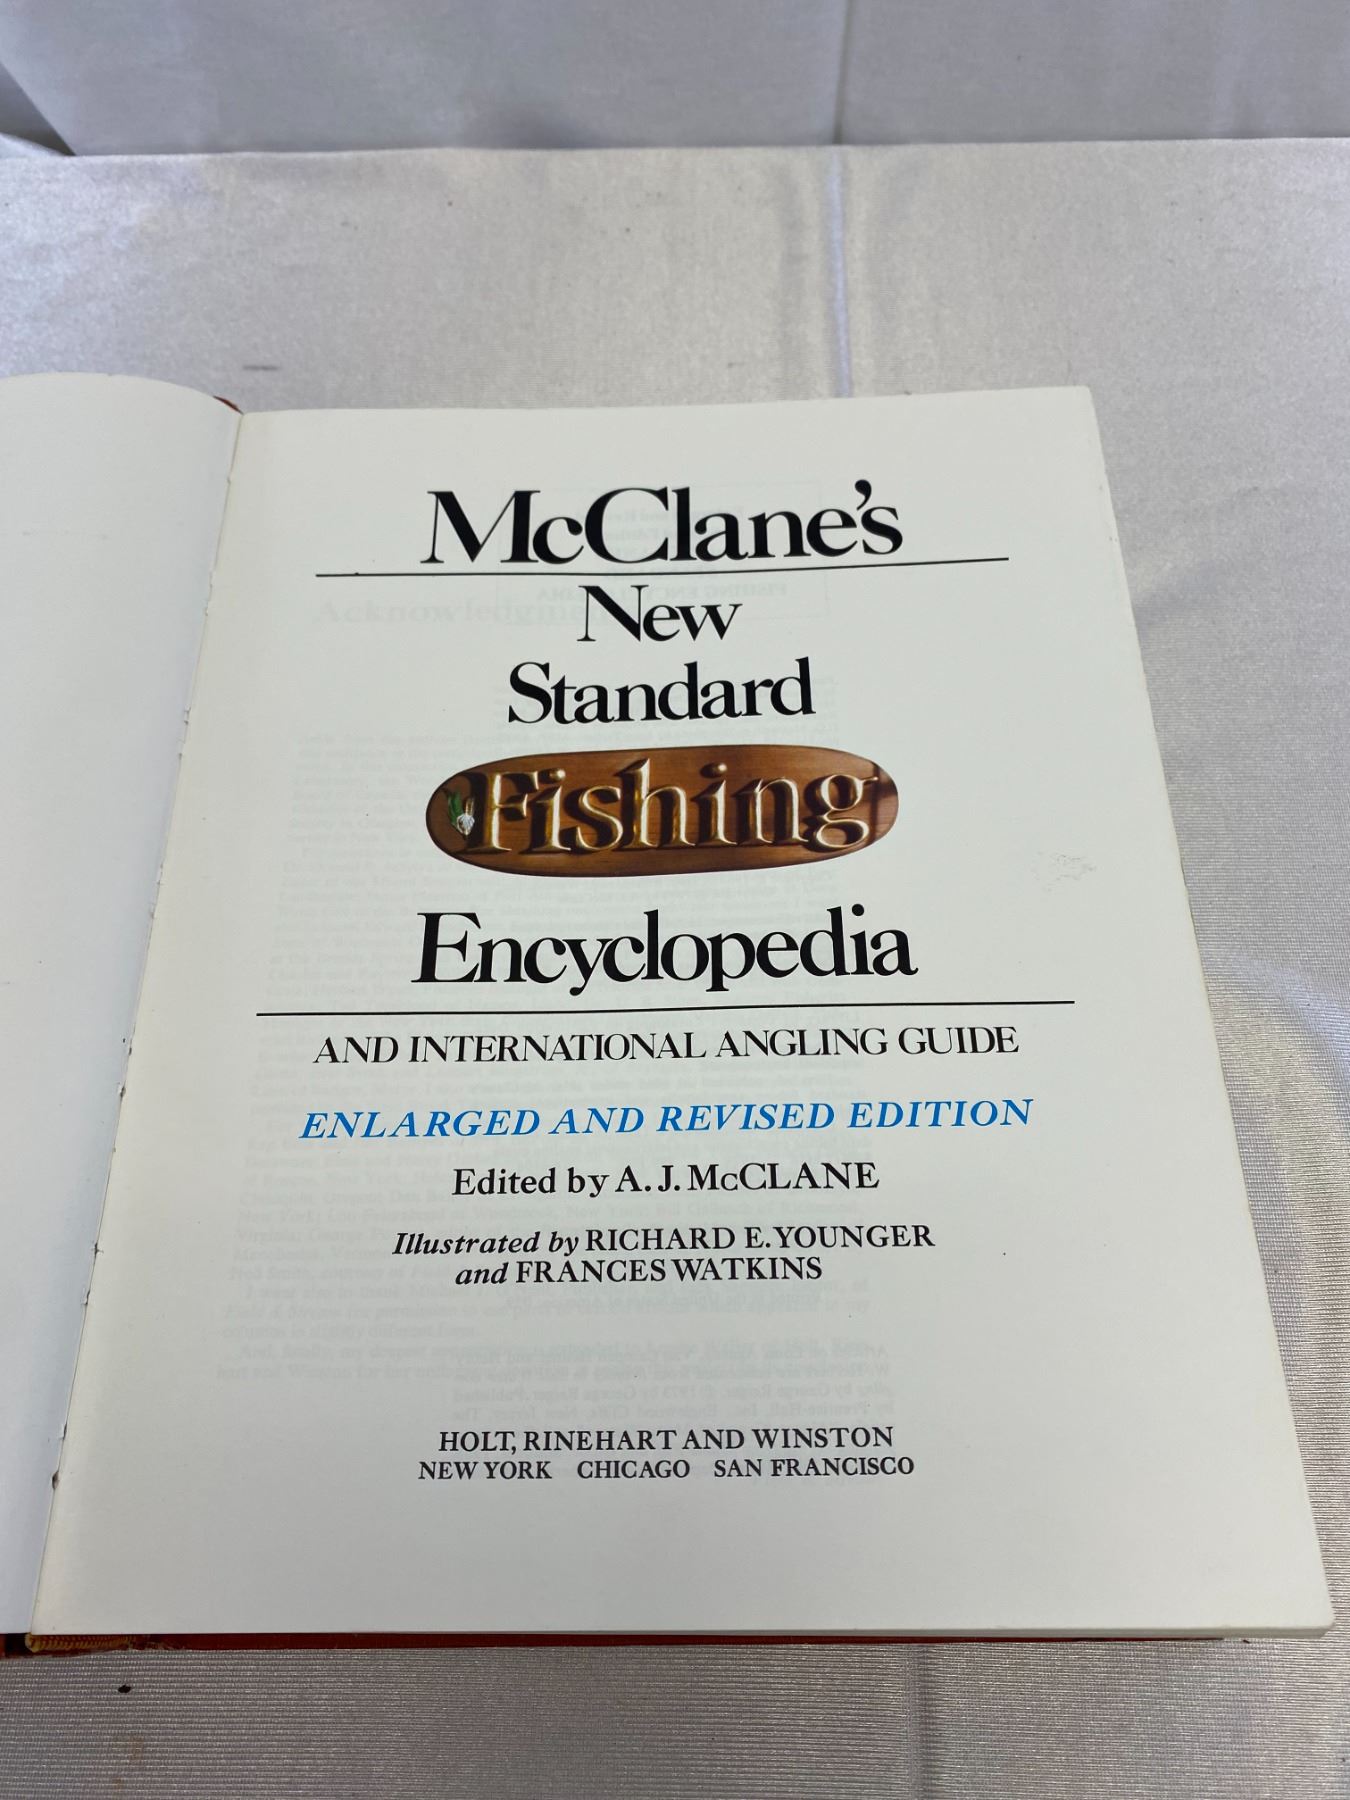 McClane's
New
Standard
Fishing
Encyclopedia
AND INTERNATIONAL ANGLING GUIDE
ENLARGED AND REVISED EDITION
Edited by A. J. McCLANE
Illustrated by RICHARD E. YOUNGER
and FRANCES WATKINS
HOLT, RINEHART AND WINSTON
NEW YORK CHICAGO SAN FRANCISCO